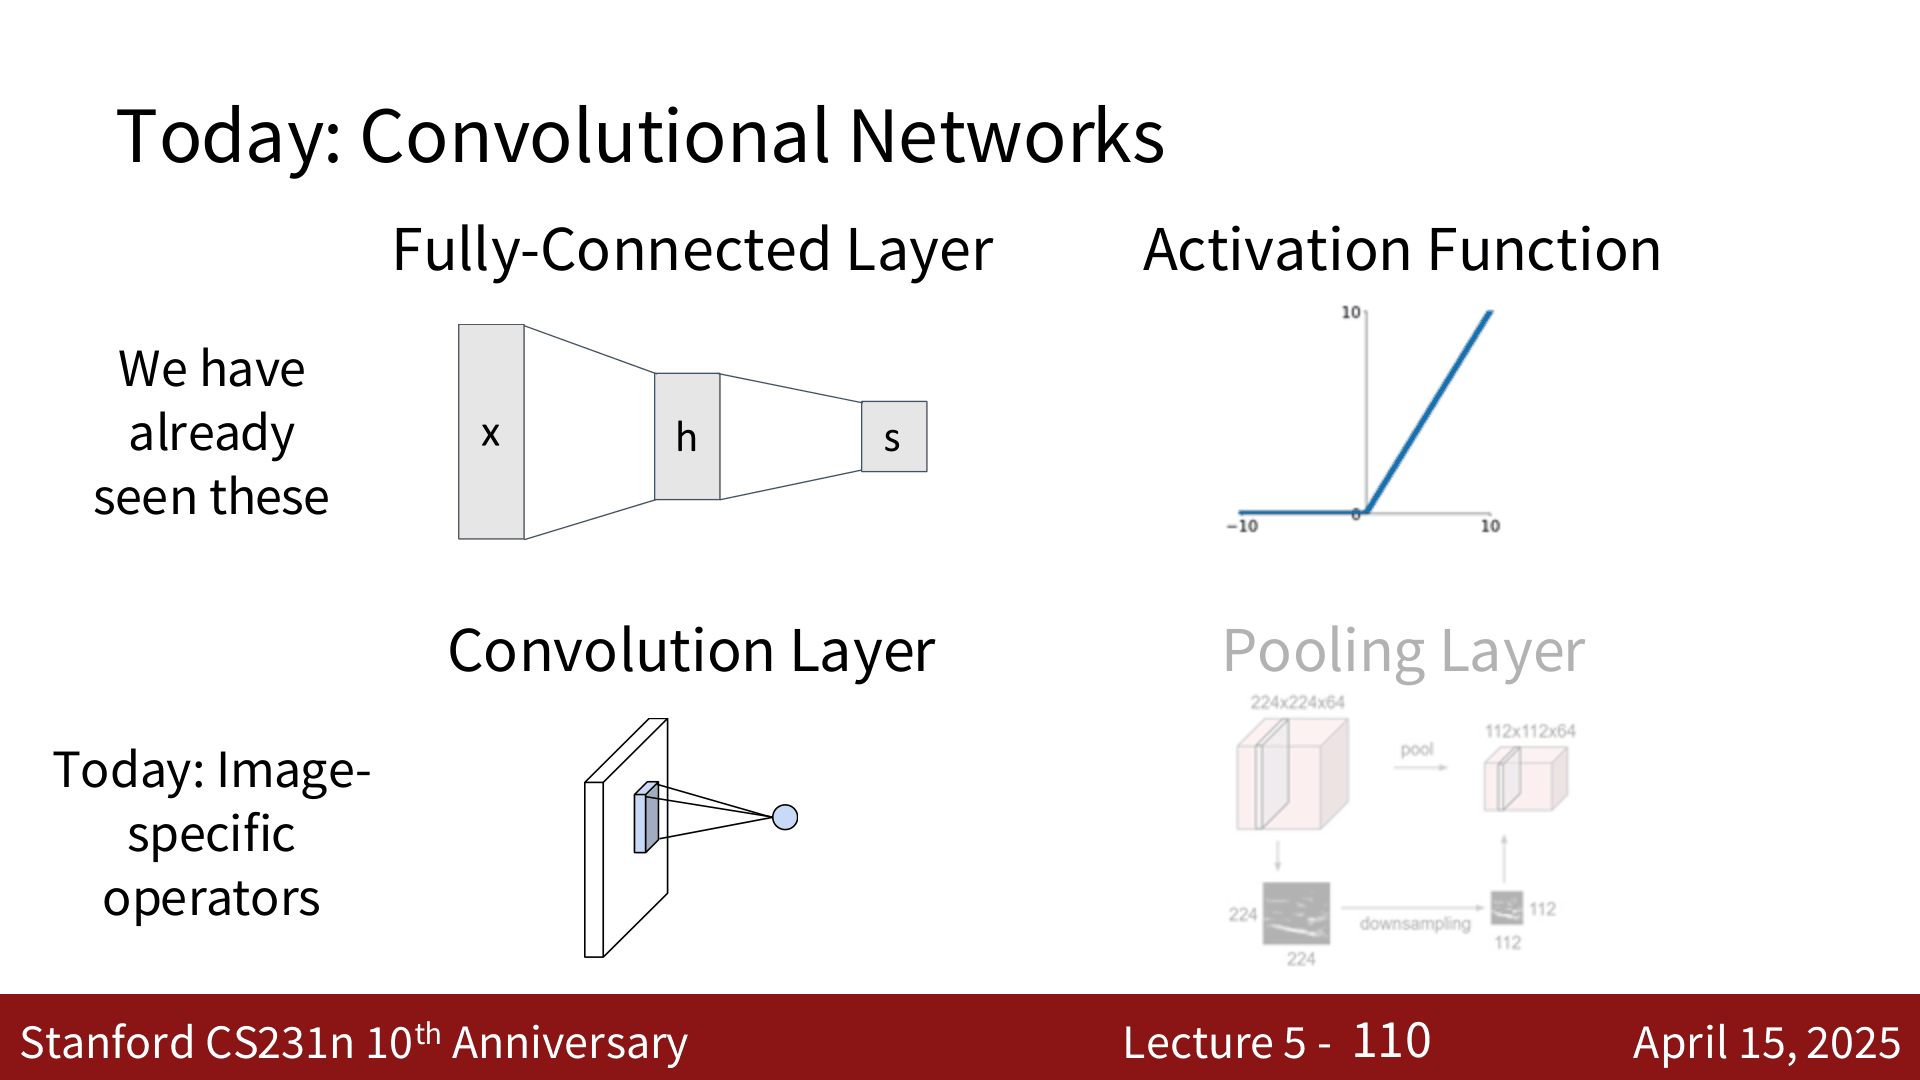 Today: Convolutional Networks
Fully-Connected Layer
Activation Function
We have
already
seen these
x
h
s
10
0
−10
10
Convolution Layer
Pooling Layer
Today: Image-
specific
operators
224x224x64
112x112x64
pool
224
224
downsampling
112
112
Stanford CS231n 10th Anniversary
Lecture 5 - 110
April 15, 2025